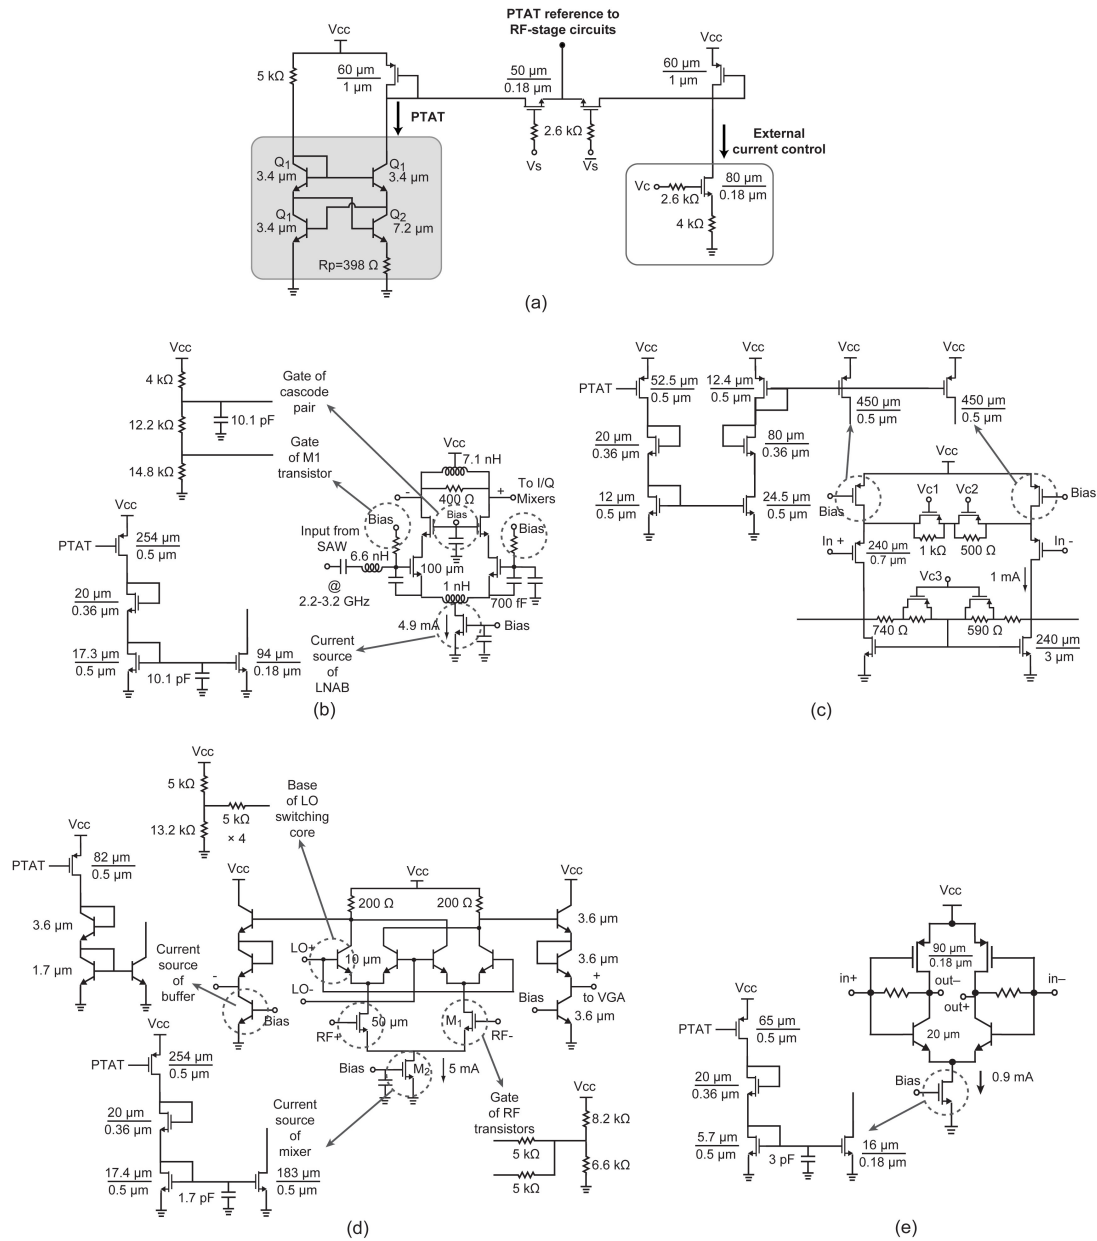 PTAT reference to
RF-stage circuits
Vcc
Vcc
5 kΩ
60 µm
1 µm
50 µm
0.18 µm
60 µm
1 µm
PTAT
2.6 kΩ
Vs
Vs
External
current control
Q1
3.4 µm
Q1
3.4 µm
Q1
3.4 µm
Q2
7.2 µm
Rp=398 Ω
Vc
2.6 kΩ
80 µm
0.18 µm
4 kΩ
(a)
Vcc
4 kΩ
10.1 pF
12.2 kΩ
14.8 kΩ
Gate of
cascode
pair
Gate
of M1
transistor
Vcc
7.1 nH
-
+
400 Ω
To I/Q
Mixers
Bias
Bias
Bias
Input from
SAW
6.6 nH
100 µm
@
2.2-3.2 GHz
1 nH
700 fF
4.9 mA
Bias
PTAT
254 µm
0.5 µm
20 µm
0.36 µm
17.3 µm
0.5 µm
10.1 pF
94 µm
0.18 µm
Current
source
of
LNAB
(b)
Vcc
Vcc
Vcc
Vcc
PTAT
52.5 µm
0.5 µm
12.4 µm
0.5 µm
450 µm
0.5 µm
450 µm
0.5 µm
20 µm
0.36 µm
80 µm
0.36 µm
12 µm
0.5 µm
24.5 µm
0.5 µm
Vcc
Bias
Vc1
Vc2
Bias
1 kΩ
500 Ω
In +
240 µm
0.7 µm
In -
Vc3
1 mA
740 Ω
590 Ω
240 µm
3 µm
(c)
Vcc
5 kΩ
13.2 kΩ
5 kΩ
× 4
Base
of LO
switching
core
Vcc
PTAT
82 µm
0.5 µm
3.6 µm
1.7 µm
Current
source
of
buffer
Vcc
Vcc
Vcc
200 Ω
200 Ω
3.6 µm
LO+
10 µm
3.6 µm
LO-
-
+
to VGA
Bias
Bias
3.6 µm
RF+
50 µm
M1
RF-
Bias
M2
5 mA
Vcc
PTAT
254 µm
0.5 µm
20 µm
0.36 µm
17.4 µm
0.5 µm
1.7 pF
183 µm
0.5 µm
Current
source
of
mixer
Gate
of RF
transistors
Vcc
8.2 kΩ
5 kΩ
6.6 kΩ
5 kΩ
(d)
Vcc
90 µm
0.18 µm
in+
out–
out+
in–
20 µm
Bias
0.9 mA
Vcc
PTAT
65 µm
0.5 µm
20 µm
0.36 µm
5.7 µm
0.5 µm
3 pF
16 µm
0.18 µm
(e)